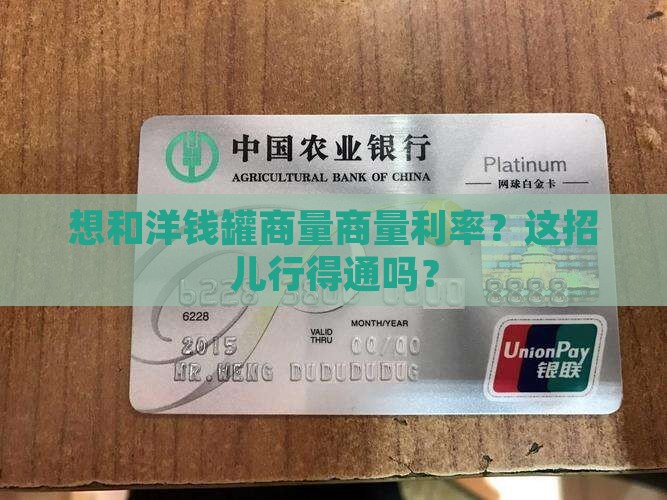 中国农业银行
AGRICULTURAL BANK OF CHINA
Platinum
网球白金卡
想和洋钱罐商量商量利率？这招
儿行得通吗？
6228
MONTH/YEAR
VALID
THRU
2015
00/00
MR.WENG DUDUDUDUG
UnionPay
银联